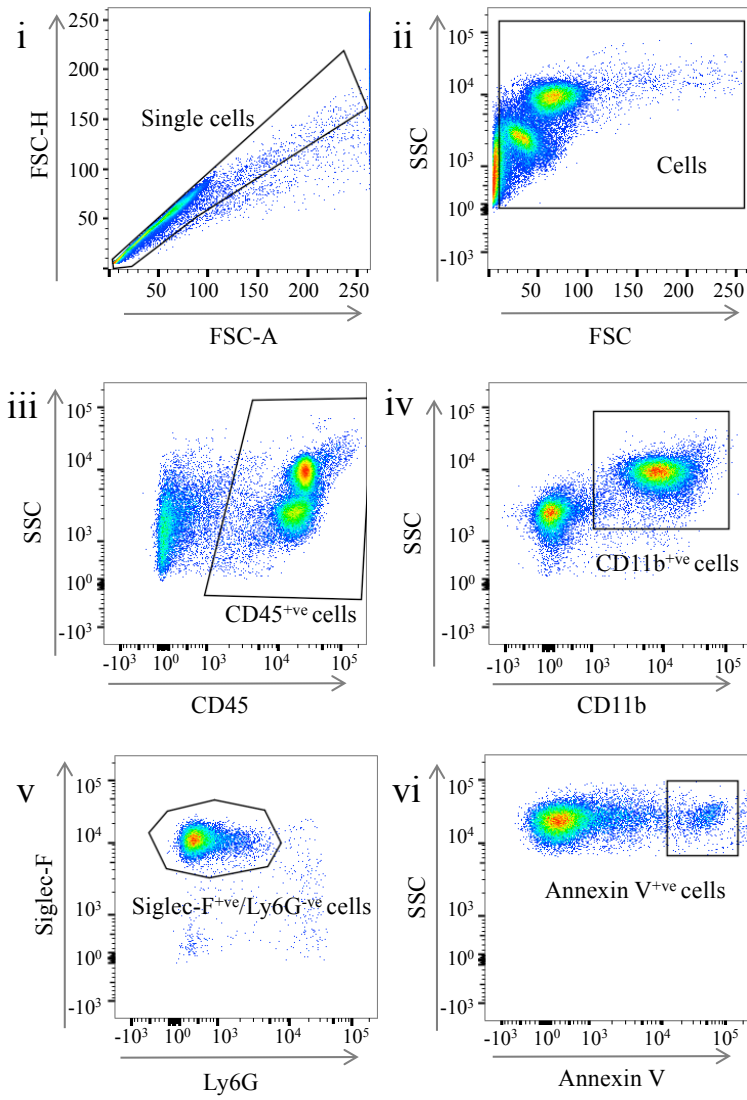 i
250
200
150
100
50
0
FSC-H
Single cells
50 100 150 200 250
FSC-A
ii
10⁵
10⁴
10³
10⁰
-10³
SSC
Cells
0 50 100 150 200 250
FSC
iii
10⁵
10⁴
10³
10⁰
-10³
SSC
CD45⁺ᵛᵉ cells
-10³ 10⁰ 10³ 10⁴ 10⁵
CD45
iv
10⁵
10⁴
10³
10⁰
-10³
SSC
CD11b⁺ᵛᵉ cells
-10³ 10⁰ 10³ 10⁴ 10⁵
CD11b
v
10⁵
10⁴
10³
10⁰
-10³
Siglec-F
Siglec-F⁺ᵛᵉ/Ly6G⁻ᵛᵉ cells
-10³ 10⁰ 10³ 10⁴ 10⁵
Ly6G
vi
10⁵
10⁴
10³
10⁰
-10³
SSC
Annexin V⁺ᵛᵉ cells
-10³ 10⁰ 10³ 10⁴ 10⁵
Annexin V